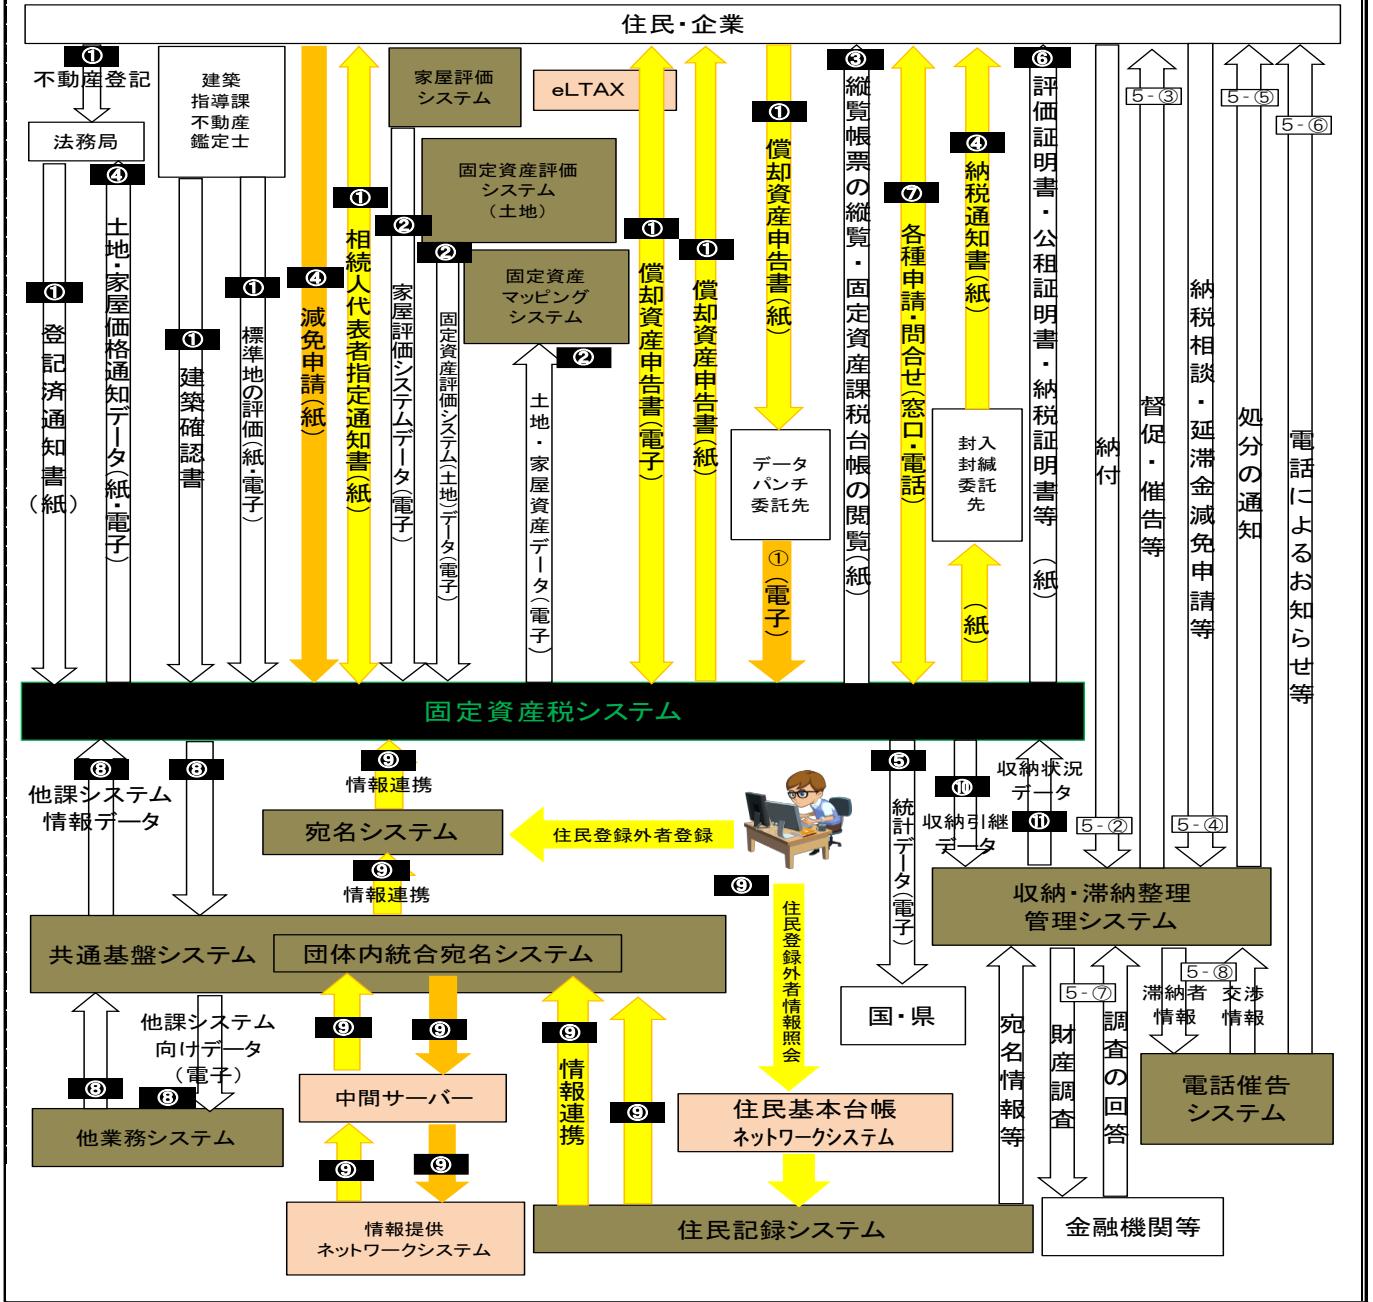 住民・企業
①
不動産登記
法務局
①
登記済通知書(紙)
④
土地・家屋価格通知データ(紙・電子)
建築
指導課
不動産
鑑定士
①
建築確認書
①
標準地の評価(紙・電子)
④
減免申請(紙)
①
相続人代表者指定通知書(紙)
家屋評価
システム
②
家屋評価システムデータ(電子)
固定資産評価
システム
(土地)
②
固定資産評価システム(土地)データ(電子)
固定資産
マッピング
システム
②
土地・家屋資産データ(電子)
eLTAX
①
償却資産申告書(電子)
①
償却資産申告書(紙)
①
償却資産申告書(紙)
データ
パンチ
委託先
①(電子)
③
縦覧帳票の縦覧・固定資産課税台帳の閲覧(紙)
⑦
各種申請・問合せ(窓口・電話)
④
納税通知書(紙)
封入
封緘
委託
先
(紙)
⑥
評価証明書・公租証明書・納税証明書等(紙)
納付
5-②
5-③
督促・催告等
納税相談・延滞金減免申請等
5-④
5-⑤
処分の通知
5-⑥
電話によるお知らせ等
固定資産税システム
⑧
他課システム
情報データ
⑧
⑨
情報連携
宛名システム
⑨
情報連携
住民登録外者登録
⑨
住民登録外者情報照会
⑤
統計データ(電子)
国・県
⑩
収納引継
データ
収納状況
データ
⑪
収納・滞納整理
管理システム
共通基盤システム
団体内統合宛名システム
⑧
他課システム
向けデータ
(電子)
⑧
他業務システム
⑨
⑨
中間サーバー
⑨
⑨
情報提供
ネットワークシステム
⑨
情報連携
⑨
住民基本台帳
ネットワークシステム
住民記録システム
宛名情報等
5-⑦
財産調査
調査の回答
金融機関等
5-⑧
滞納者
情報
交渉
情報
電話催告
システム